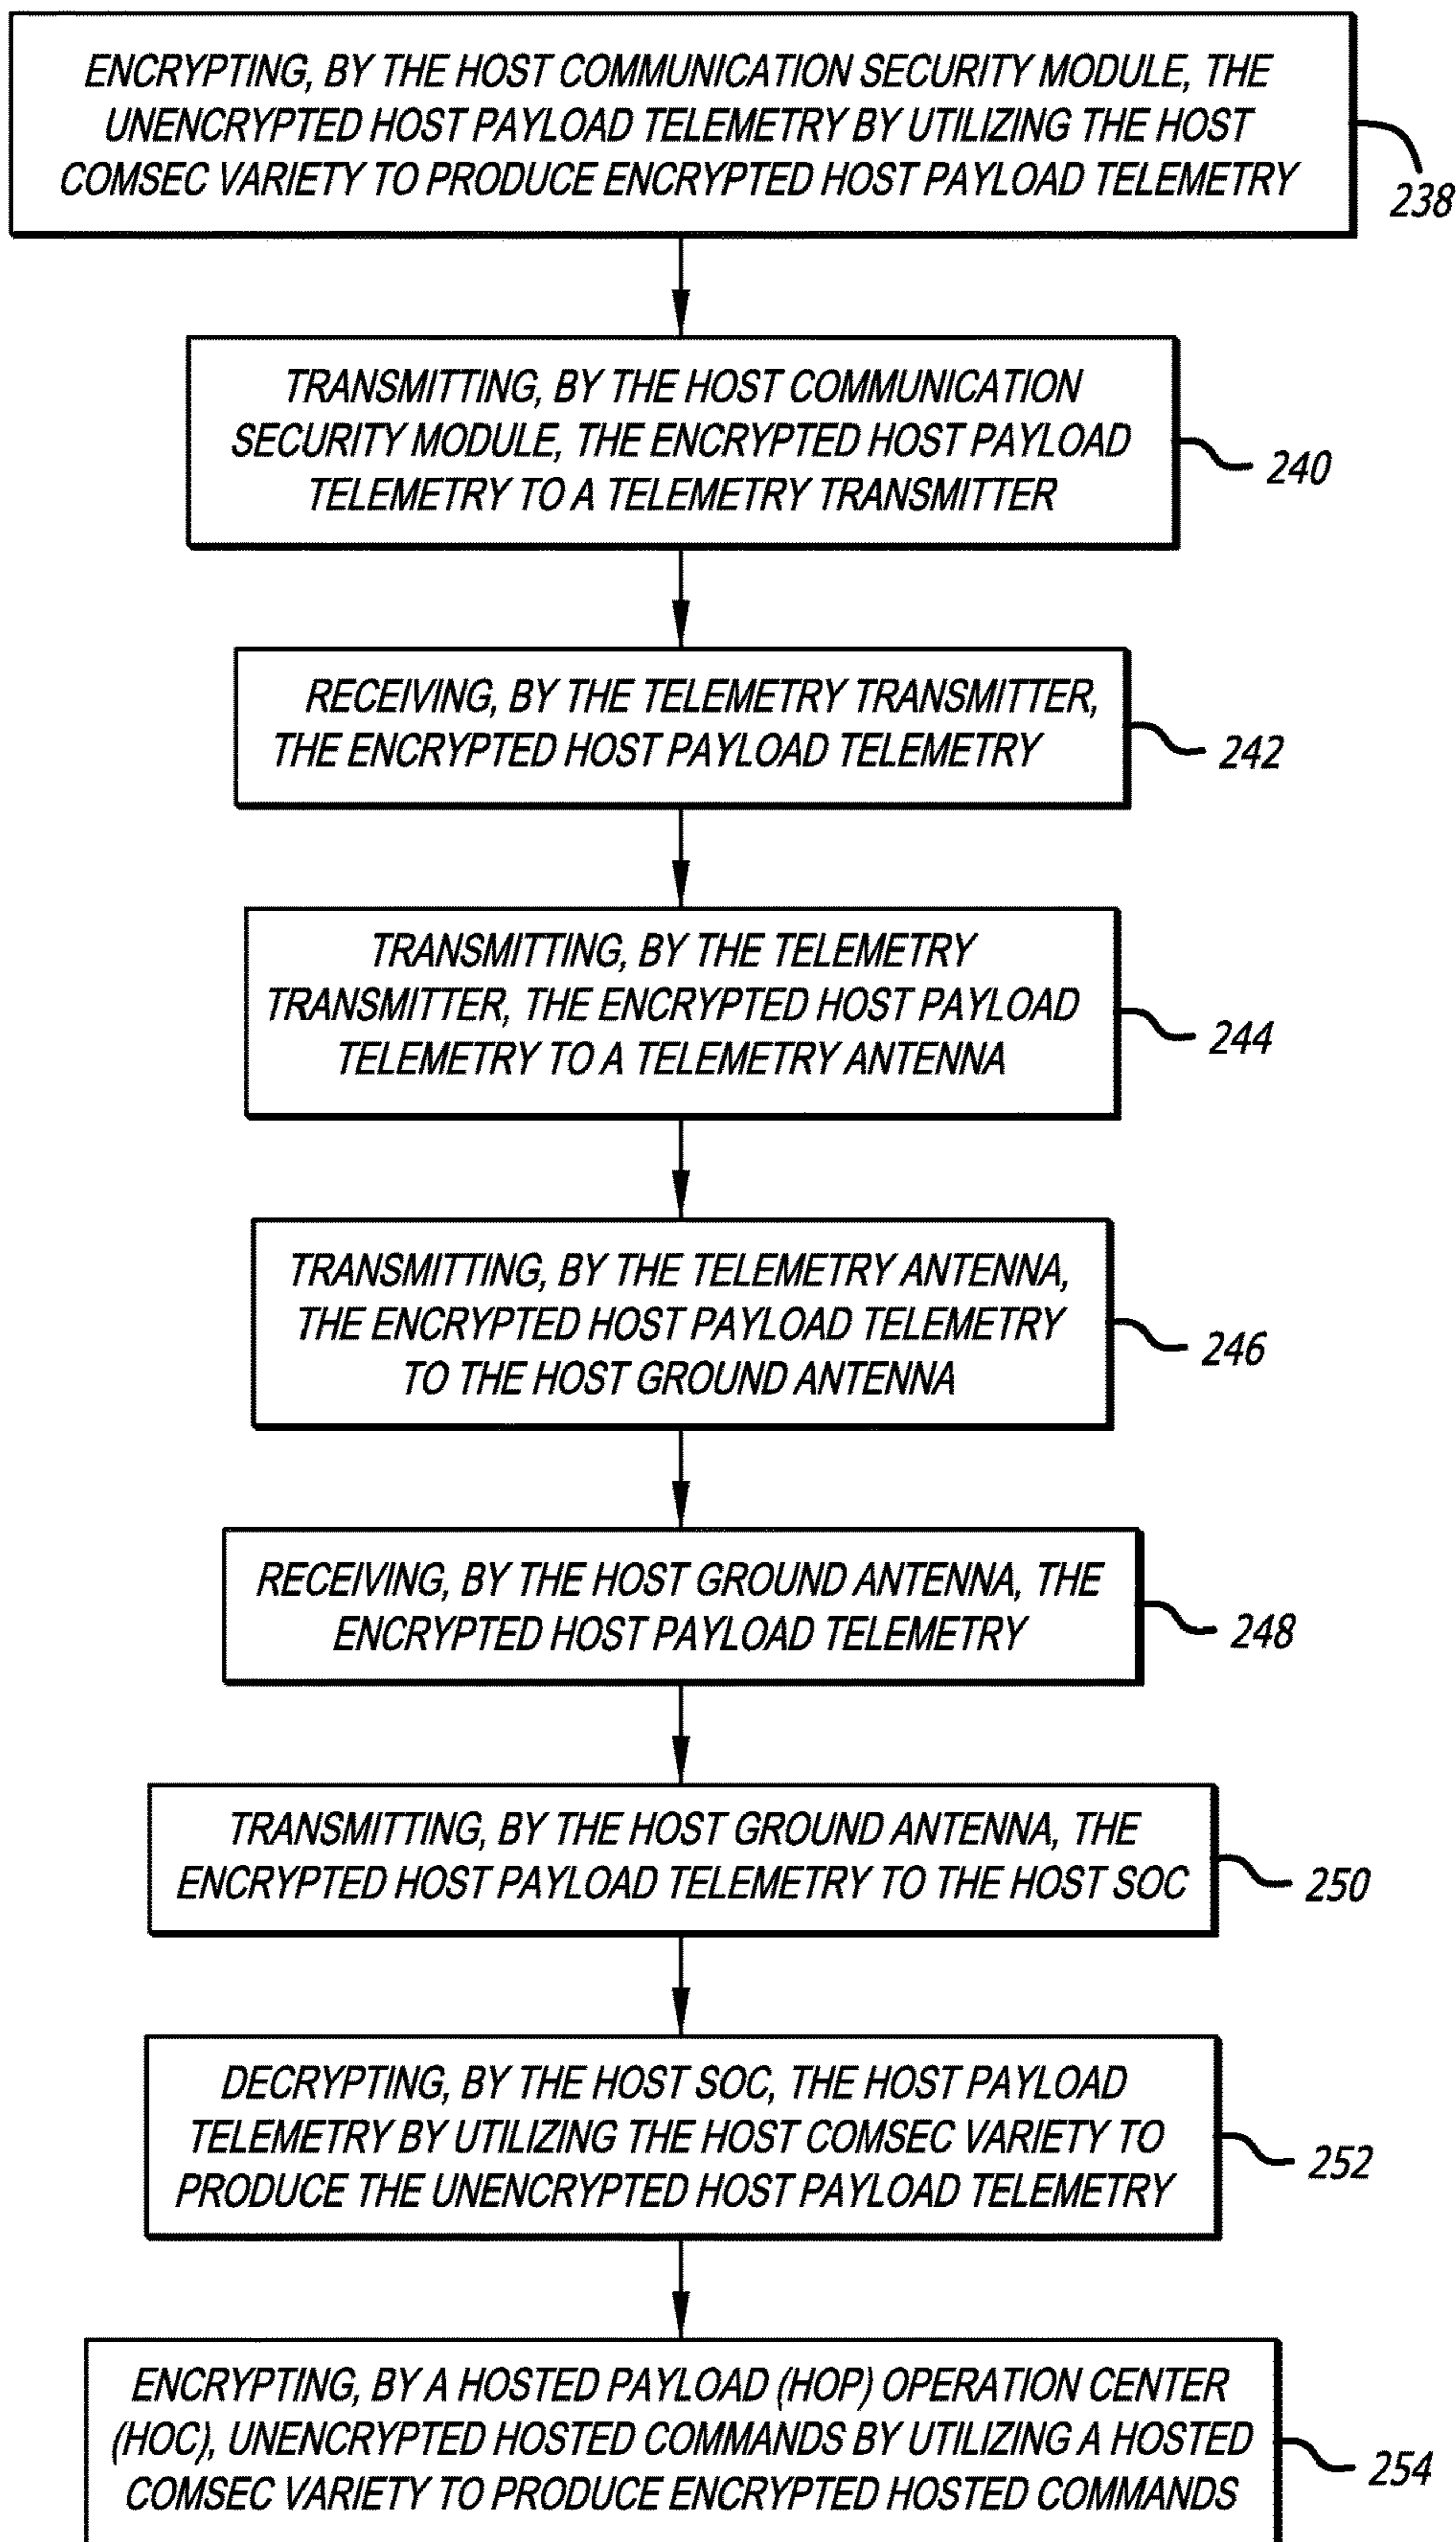 ENCRYPTING, BY THE HOST COMMUNICATION SECURITY MODULE, THE
UNENCRYPTED HOST PAYLOAD TELEMETRY BY UTILIZING THE HOST
COMSEC VARIETY TO PRODUCE ENCRYPTED HOST PAYLOAD TELEMETRY
238
TRANSMITTING, BY THE HOST COMMUNICATION
SECURITY MODULE, THE ENCRYPTED HOST PAYLOAD
TELEMETRY TO A TELEMETRY TRANSMITTER
240
RECEIVING, BY THE TELEMETRY TRANSMITTER,
THE ENCRYPTED HOST PAYLOAD TELEMETRY
242
TRANSMITTING, BY THE TELEMETRY
TRANSMITTER, THE ENCRYPTED HOST PAYLOAD
TELEMETRY TO A TELEMETRY ANTENNA
244
TRANSMITTING, BY THE TELEMETRY ANTENNA,
THE ENCRYPTED HOST PAYLOAD TELEMETRY
TO THE HOST GROUND ANTENNA
246
RECEIVING, BY THE HOST GROUND ANTENNA, THE
ENCRYPTED HOST PAYLOAD TELEMETRY
248
TRANSMITTING, BY THE HOST GROUND ANTENNA, THE
ENCRYPTED HOST PAYLOAD TELEMETRY TO THE HOST SOC
250
DECRYPTING, BY THE HOST SOC, THE HOST PAYLOAD
TELEMETRY BY UTILIZING THE HOST COMSEC VARIETY TO
PRODUCE THE UNENCRYPTED HOST PAYLOAD TELEMETRY
252
ENCRYPTING, BY A HOSTED PAYLOAD (HOP) OPERATION CENTER
(HOC), UNENCRYPTED HOSTED COMMANDS BY UTILIZING A HOSTED
COMSEC VARIETY TO PRODUCE ENCRYPTED HOSTED COMMANDS
254